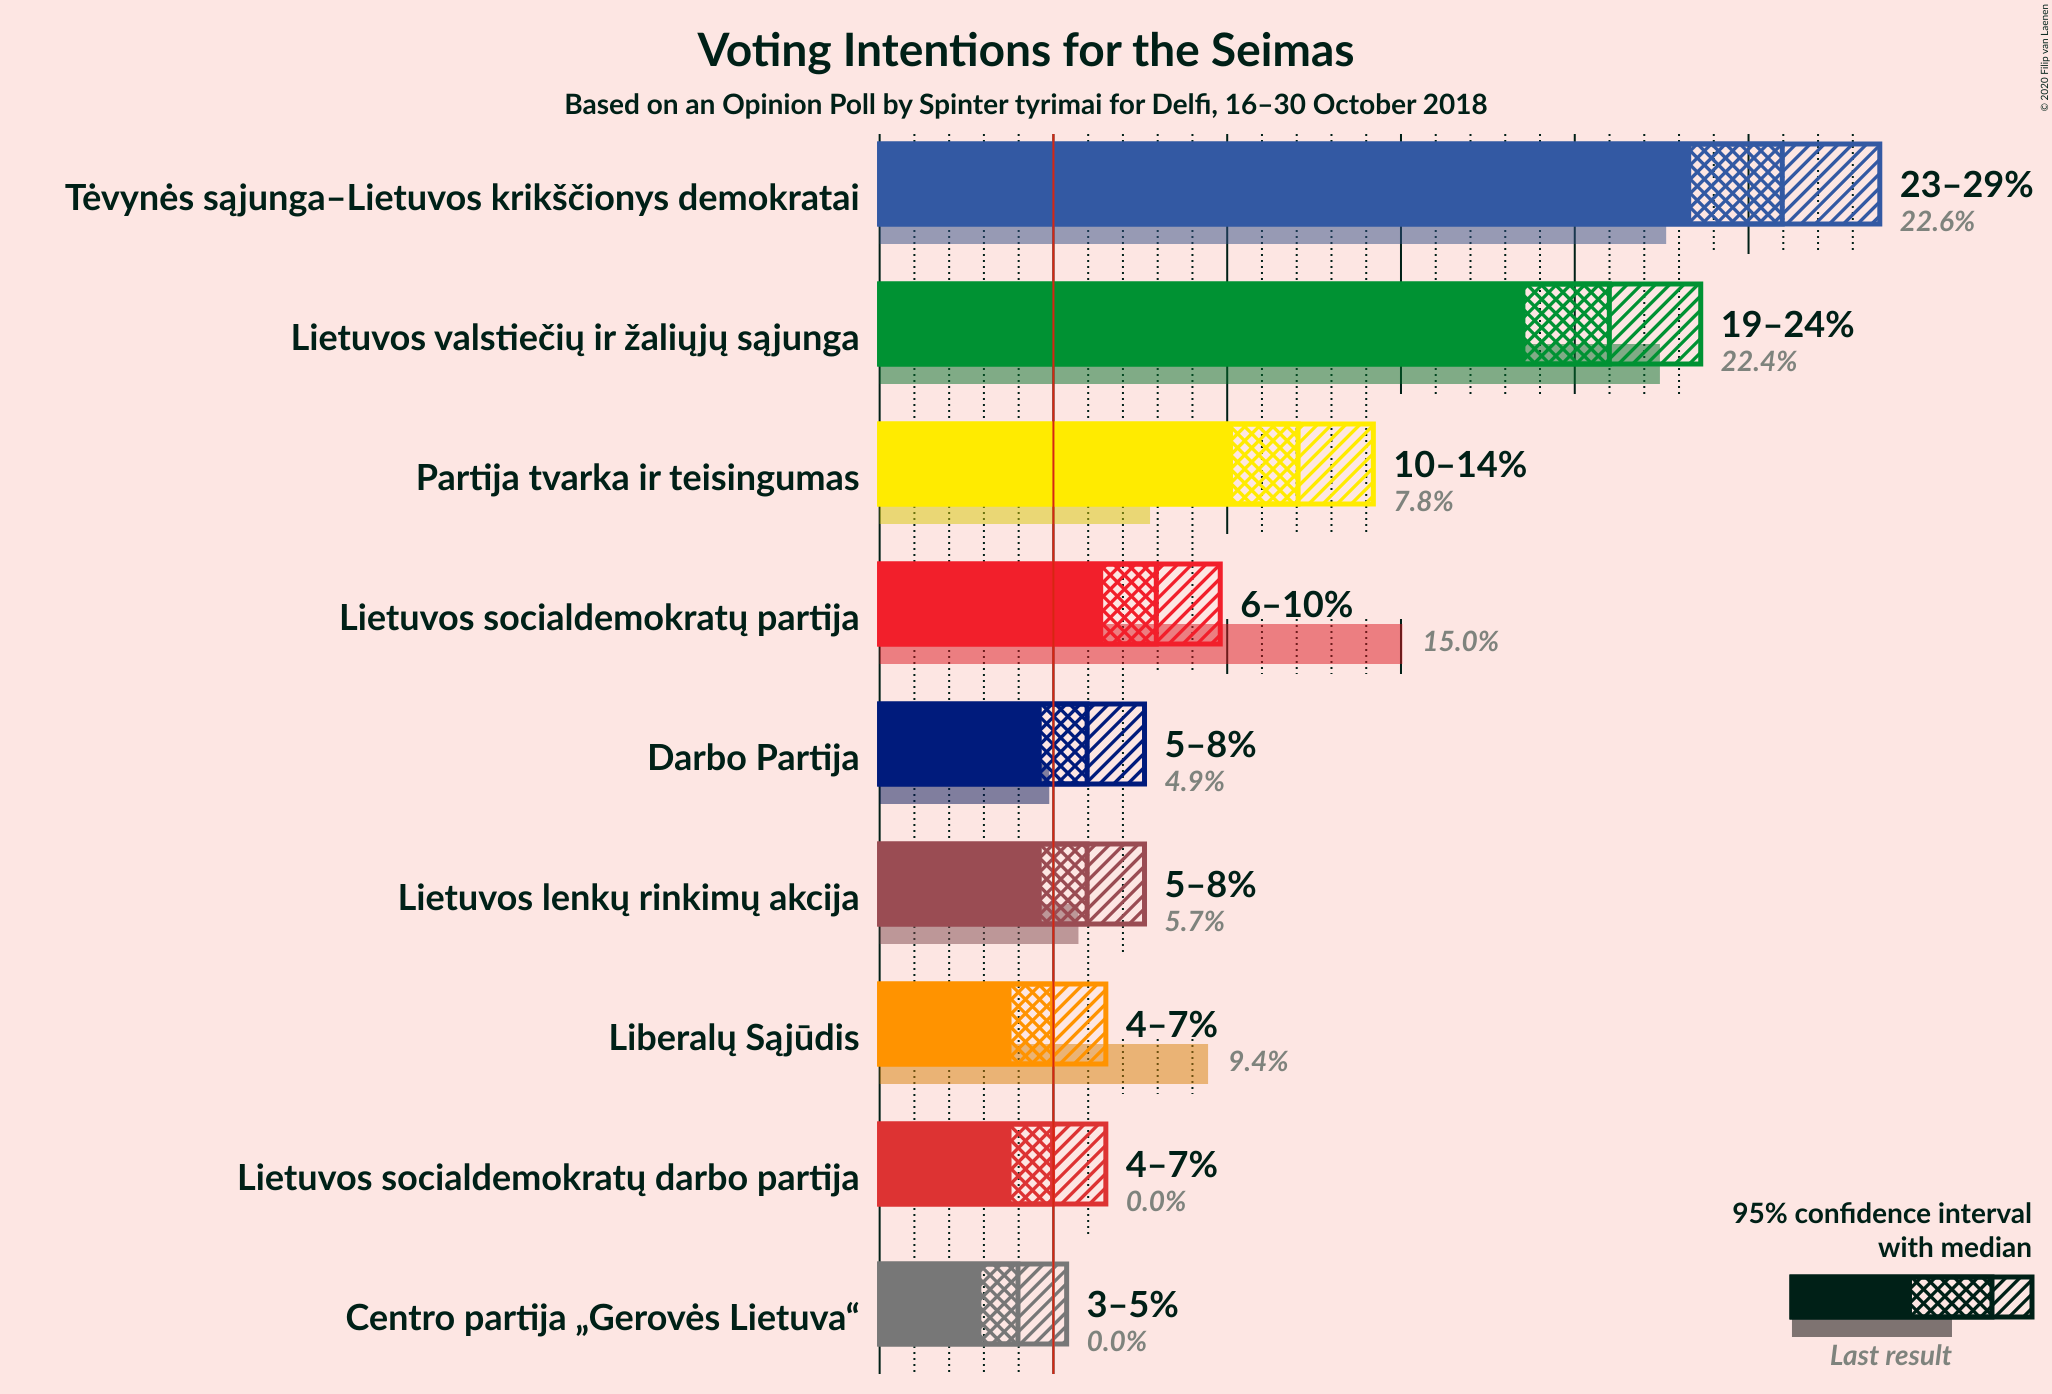 Voting Intentions for the Seimas
Based on an Opinion Poll by Spinter tyrimai for Delfi, 16–30 October 2018
© 2020 Filip van Laenen
Tėvynės sąjunga–Lietuvos krikščionys demokratai
23–29%
22.6%
Lietuvos valstiečių ir žaliųjų sąjunga
19–24%
22.4%
Partija tvarka ir teisingumas
10–14%
7.8%
Lietuvos socialdemokratų partija
6–10%
15.0%
Darbo Partija
5–8%
4.9%
Lietuvos lenkų rinkimų akcija
5–8%
5.7%
Liberalų Sąjūdis
4–7%
9.4%
Lietuvos socialdemokratų darbo partija
4–7%
0.0%
Centro partija „Gerovės Lietuva“
3–5%
0.0%
95% confidence interval
with median
Last result